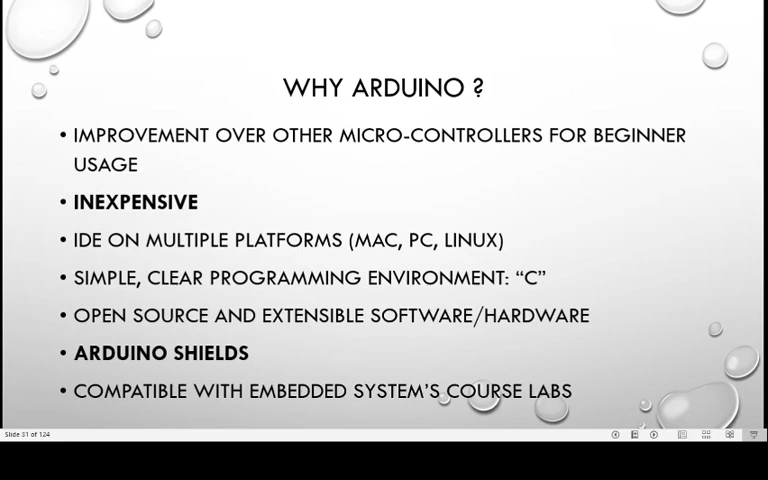 WHY ARDUINO ?
• IMPROVEMENT OVER OTHER MICRO-CONTROLLERS FOR BEGINNER
USAGE
• INEXPENSIVE
• IDE ON MULTIPLE PLATFORMS (MAC, PC, LINUX)
• SIMPLE, CLEAR PROGRAMMING ENVIRONMENT: “C”
• OPEN SOURCE AND EXTENSIBLE SOFTWARE/HARDWARE
• ARDUINO SHIELDS
• COMPATIBLE WITH EMBEDDED SYSTEM’S COURSE LABS
Slide 31 of 124